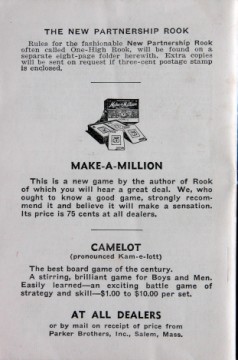 THE NEW PARTNERSHIP ROOK
Rules for the fashionable New Partnership Rook
often called One-High Rook, will be found on a
separate eight-page folder herewith. Extra copies
will be sent on request if three-cent postage stamp
is enclosed.
MAKE-A-MILLION
This is a new game by the author of Rook
of which you will hear a great deal. We, who
ought to know a good game, strongly recom-
mend it and believe it will make a sensation.
Its price is 75 cents at all dealers.
CAMELOT
(pronounced Kam-e-lott)
The best board game of the century.
A stirring, brilliant game for Boys and Men.
Easily learned—an exciting battle game of
strategy and skill—$1.00 to $10.00 per set.
AT ALL DEALERS
or by mail on receipt of price from
Parker Brothers, Inc., Salem, Mass.